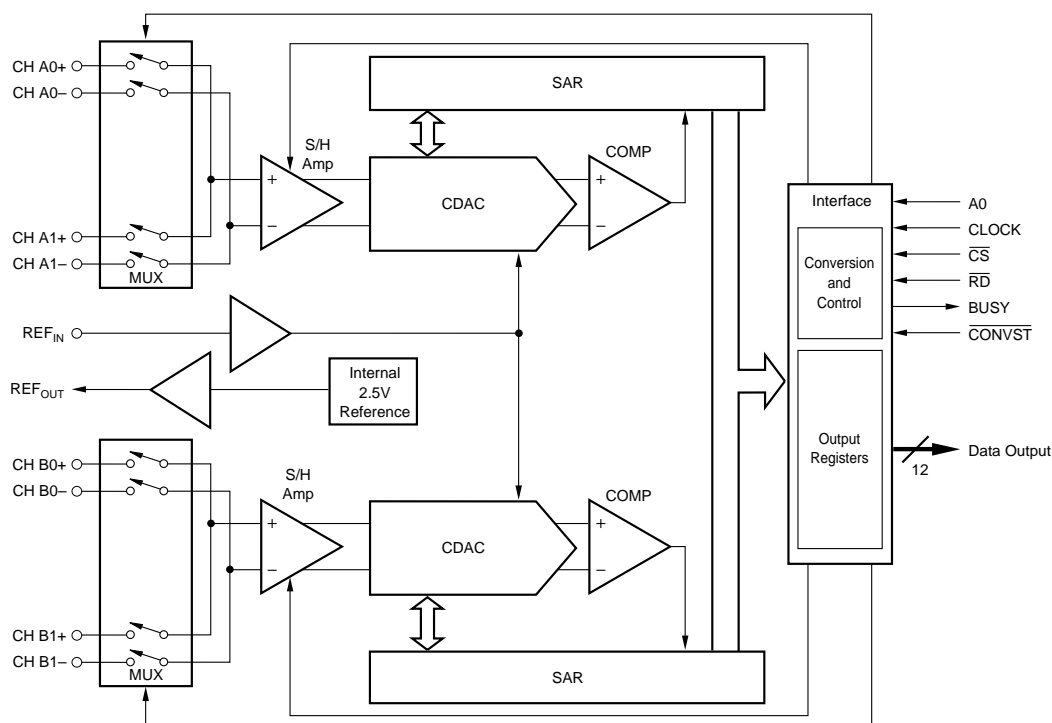 CH A0+
CH A0–
CH A1+
CH A1–
MUX
S/H
Amp
+
–
SAR
CDAC
COMP
+
–
REFIN
REFOUT
Internal
2.5V
Reference
CH B0+
CH B0–
CH B1+
CH B1–
MUX
S/H
Amp
+
–
CDAC
COMP
+
–
SAR
Interface
Conversion
and
Control
Output
Registers
A0
CLOCK
CS
RD
BUSY
CONVST
Data Output
12